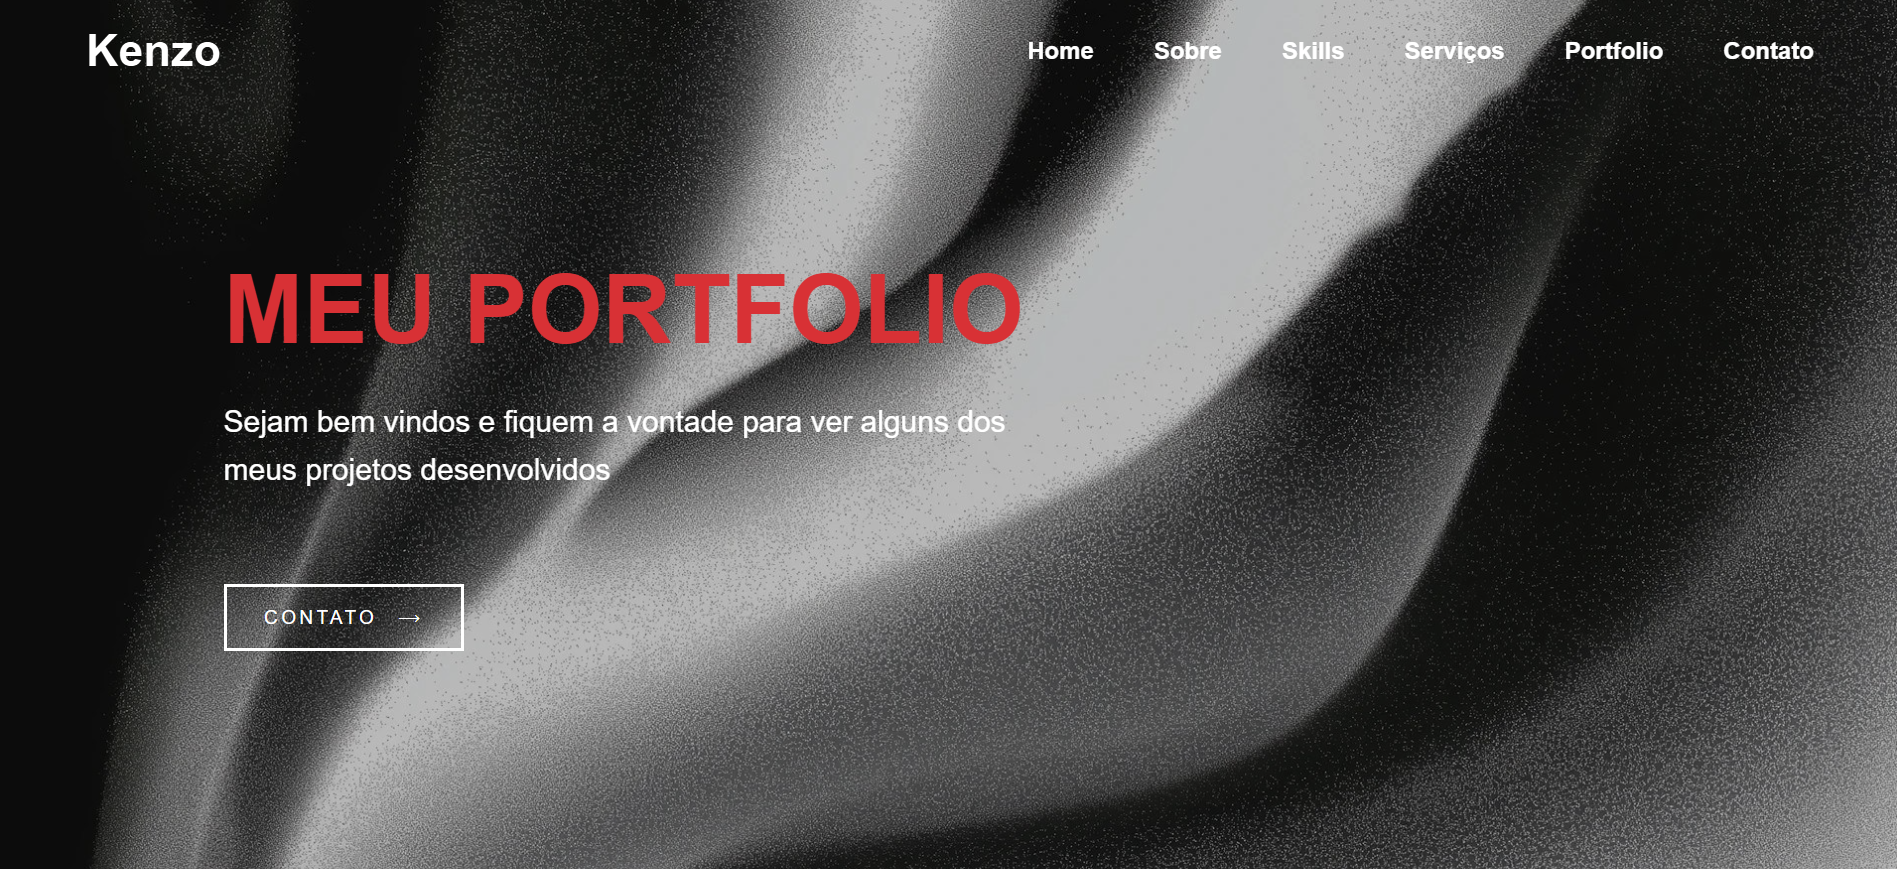 Kenzo
Home Sobre Skills Serviços Portfolio Contato
MEU PORTFOLIO
Sejam bem vindos e fiquem a vontade para ver alguns dos
meus projetos desenvolvidos
CONTATO →